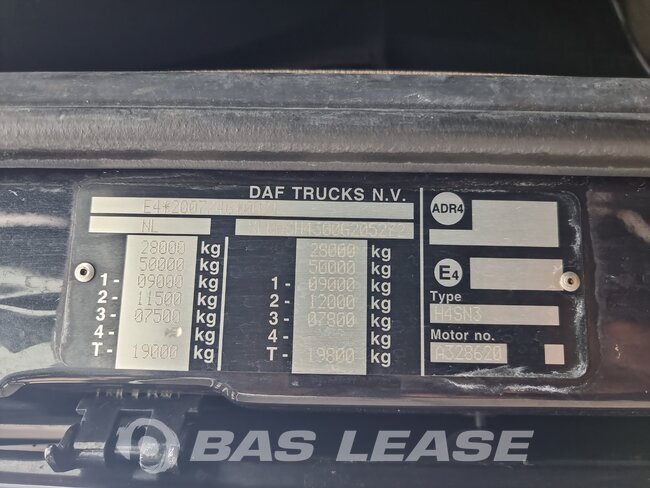 DAF TRUCKS N.V.
NL
28000 kg
50000 kg
1- 09000 kg
2- 11500 kg
3- 07500 kg
4- kg
T- 19000 kg
kg
kg
1- 09000 kg
2- 12000 kg
3- 07800 kg
4- kg
T- 19800 kg
ADR4
E4
Type
H4SN3
Motor no.
A328620
BAS LEASE